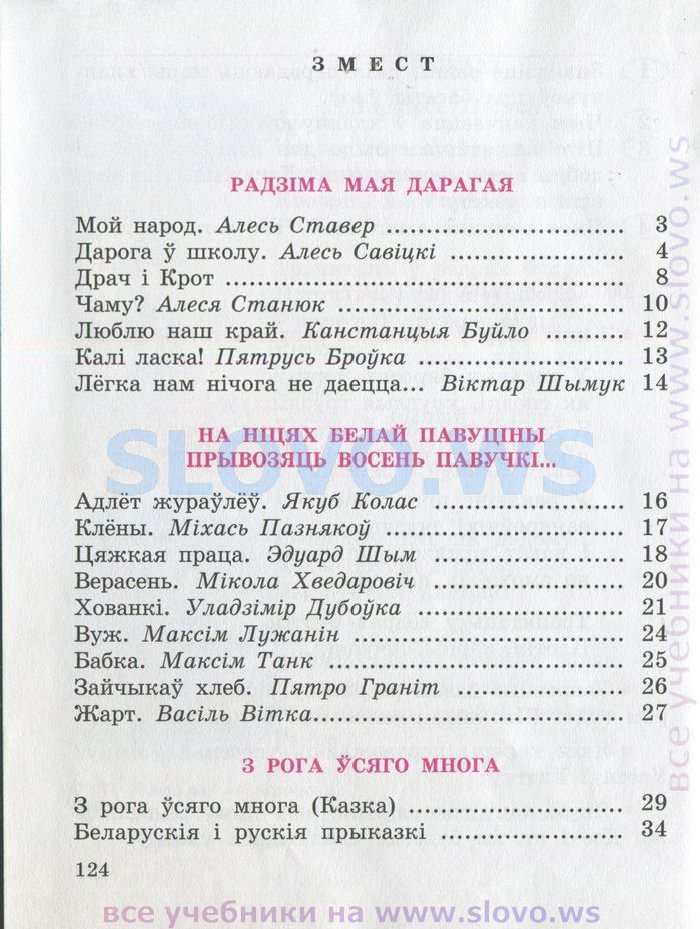 З М Е С Т
РАДЗІМА МАЯ ДАРАГАЯ
Мой народ. Алесь Ставер ............................ 3
Дарога ў школу. Алесь Савіцкі ..................... 4
Драч і Крот ............................................... 8
Чаму? Алеся Станюк .................................. 10
Люблю наш край. Канстанцыя Буйло .......... 12
Калі ласка! Пятрусь Броўка ......................... 13
Лёгка нам нічога не даецца... Віктар Шымук 14
НА НІЦЯХ БЕЛАЙ ПАВУЦІНЫ
ПРЫВОЗЯЦЬ ВОСЕНЬ ПАВУЧКІ...
SLOVO.WS
Адлёт жураўлёў. Якуб Колас ....................... 16
Клёны. Міхась Пазнякоў .............................. 17
Цяжкая праца. Эдуард Шым ........................ 18
Верасень. Мікола Хведаровіч ......................... 20
Хованкі. Уладзімір Дубоўка ......................... 21
Вуж. Максім Лужанін ................................. 24
Бабка. Максім Танк ................................... 25
Зайчыкаў хлеб. Пятро Граніт ..................... 26
Жарт. Васіль Вітка..................................... 27
З РОГА ЎСЯГО МНОГА
З рога ўсяго многа (Казка) .......................... 29
Беларускія і рускія прыказкі ...................... 34
124
все учебники на www.slovo.ws
все учебники на www.slovo.ws